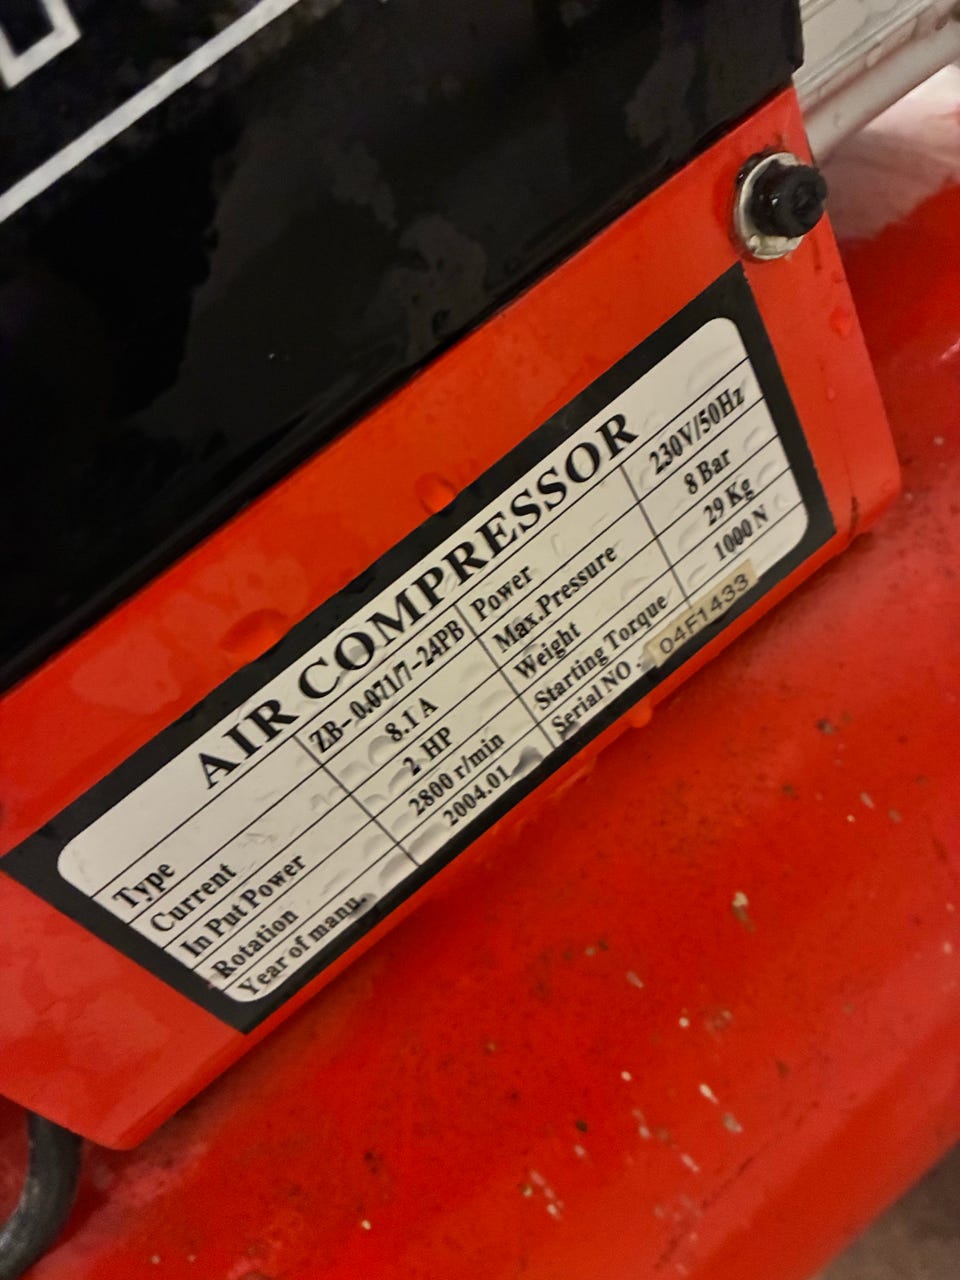 AIR COMPRESSOR
Type ZB-0.071/7-24PB Power 230V/50Hz
Current 8.1 A Max.Pressure 8 Bar
In Put Power 2 HP Weight 29 Kg
Rotation 2800 r/min Starting Torque 1000 N
Year of manu. 2004.01 Serial NO. 04F1433